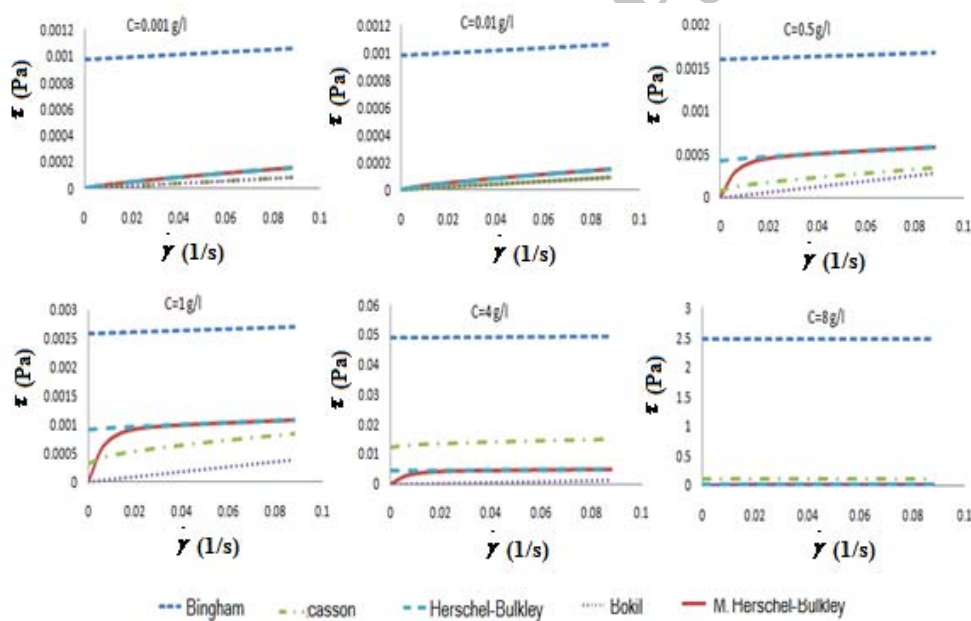 C=0.001 g/l
0.0012
0.001
0.0008
0.0006
0.0004
0.0002
0
τ (Pa)
0 0.02 0.04 0.06 0.08 0.1
γ̇ (1/s)
C=0.01 g/l
0.0012
0.001
0.0008
0.0006
0.0004
0.0002
0
τ (Pa)
0 0.02 0.04 0.06 0.08 0.1
γ̇ (1/s)
C=0.5 g/l
0.002
0.0015
0.001
0.0005
0
τ (Pa)
0 0.02 0.04 0.06 0.08 0.1
γ̇ (1/s)
C=1 g/l
0.003
0.0025
0.002
0.0015
0.001
0.0005
0
τ (Pa)
0 0.02 0.04 0.06 0.08 0.1
γ̇ (1/s)
C=4 g/l
0.06
0.05
0.04
0.03
0.02
0.01
0
τ (Pa)
0 0.02 0.04 0.06 0.08 0.1
γ̇ (1/s)
C=8 g/l
3
2.5
2
1.5
1
0.5
0
τ (Pa)
0 0.02 0.04 0.06 0.08 0.1
γ̇ (1/s)
Bingham casson Herschel-Bulkley Bokil M. Herschel-Bulkley